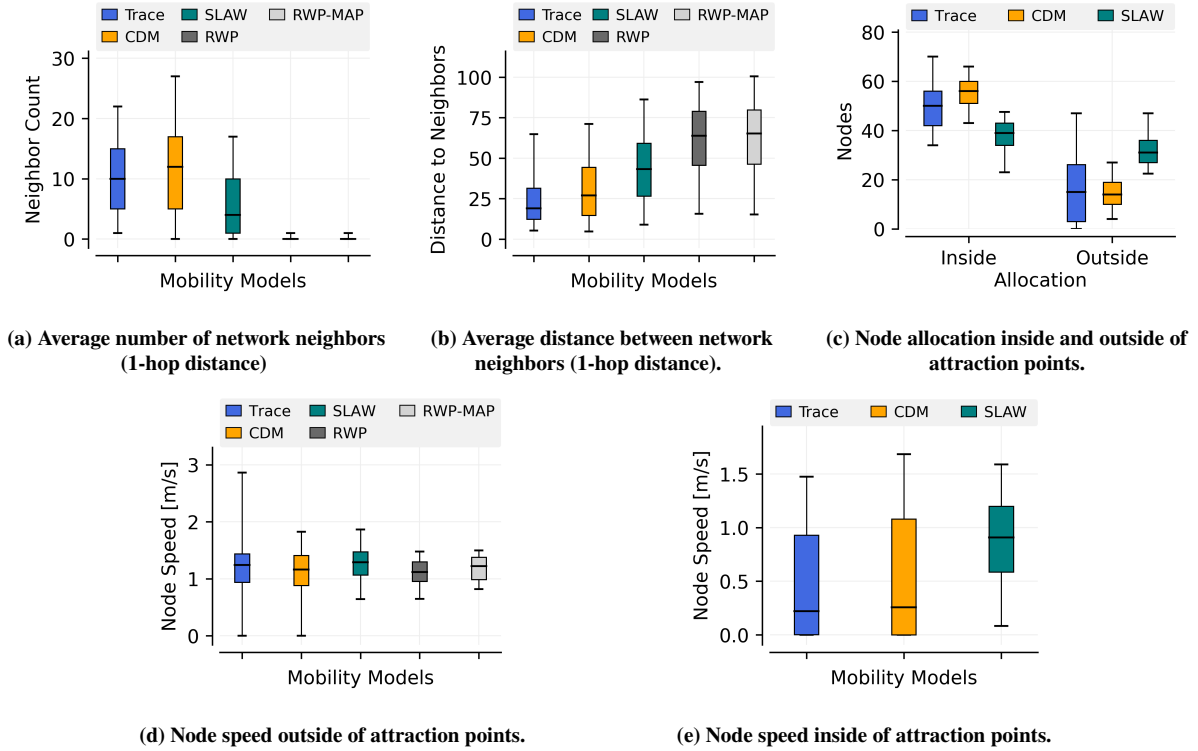 Trace SLAW RWP-MAP
CDM RWP
30
20
10
0
Neighbor Count
Mobility Models
Trace SLAW RWP-MAP
CDM RWP
100
75
50
25
0
Distance to Neighbors
Mobility Models
Trace CDM SLAW
80
60
40
20
0
Nodes
Inside Outside
Allocation
(a) Average number of network neighbors
(1-hop distance)
(b) Average distance between network
neighbors (1-hop distance).
(c) Node allocation inside and outside of
attraction points.
Trace SLAW RWP-MAP
CDM RWP
3
2
1
0
Node Speed [m/s]
Mobility Models
Trace CDM SLAW
1.5
1.0
0.5
0.0
Node Speed [m/s]
Mobility Models
(d) Node speed outside of attraction points.
(e) Node speed inside of attraction points.